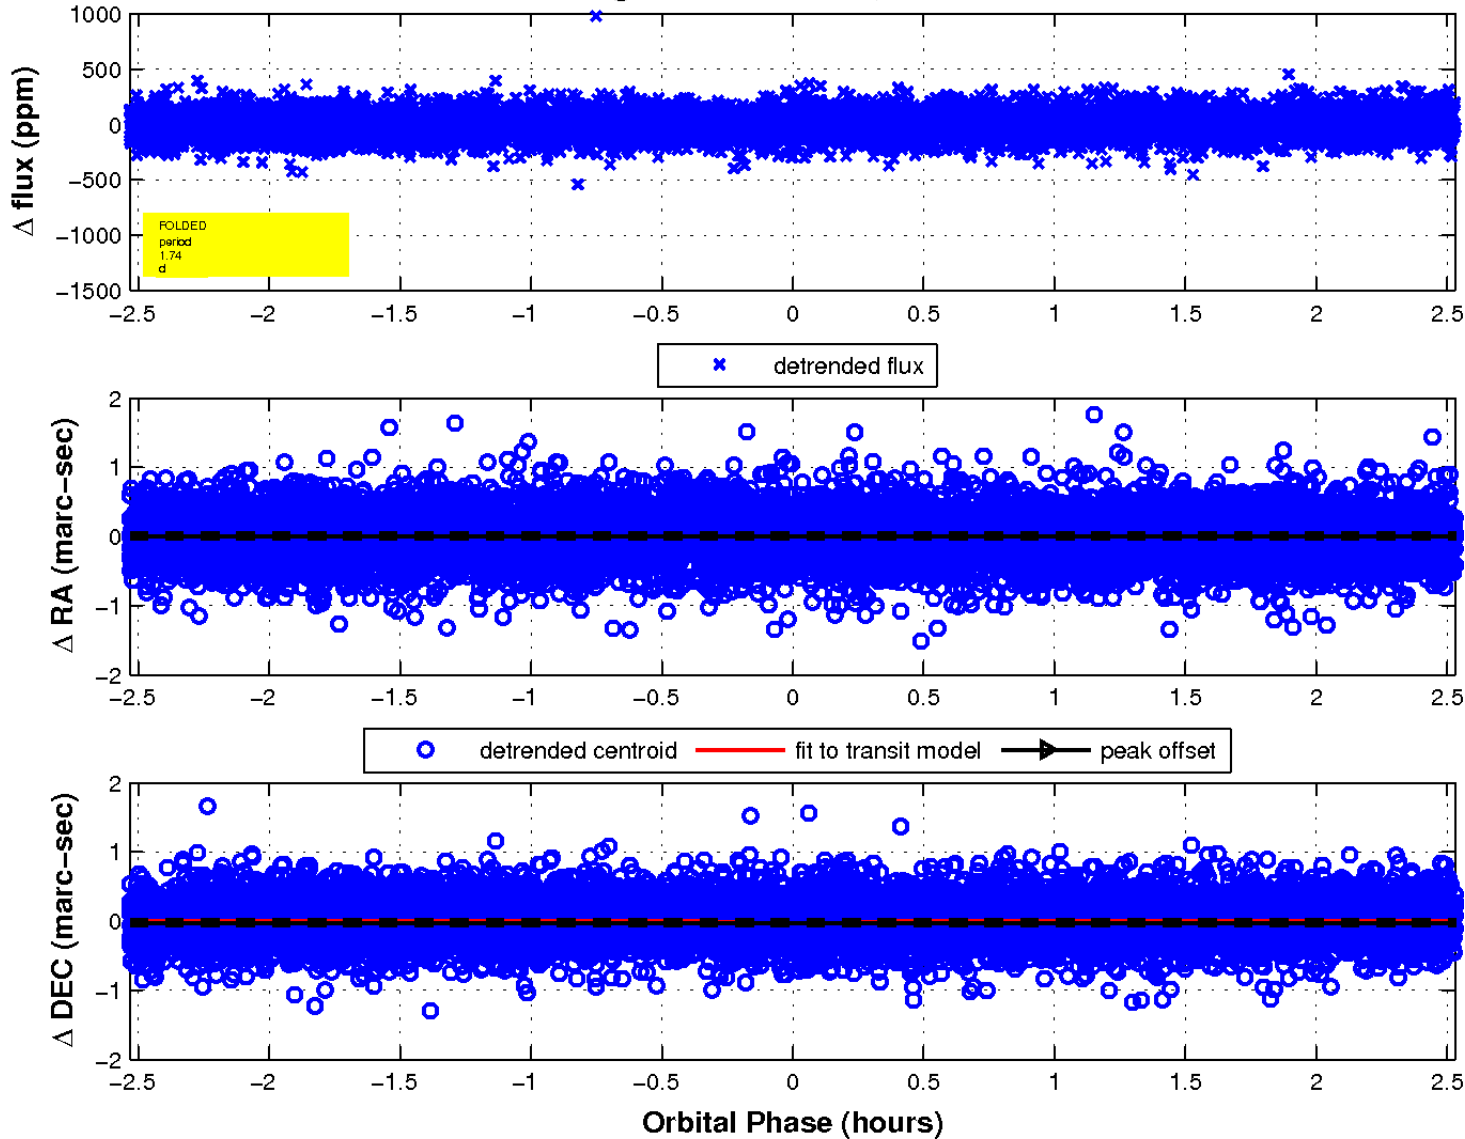 1000
500
0
−500
−1000
−1500
Δ flux (ppm)
FOLDED
period
1.74
d
−2.5 −2 −1.5 −1 −0.5 0 0.5 1 1.5 2 2.5
detrended flux
2
1
0
−1
−2
Δ RA (marc−sec)
−2.5 −2 −1.5 −1 −0.5 0 0.5 1 1.5 2 2.5
detrended centroid fit to transit model peak offset
2
1
0
−1
−2
Δ DEC (marc−sec)
−2.5 −2 −1.5 −1 −0.5 0 0.5 1 1.5 2 2.5
Orbital Phase (hours)